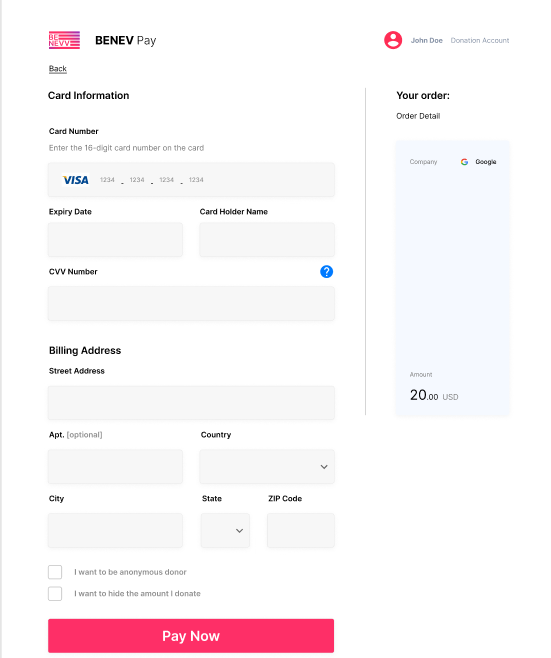 BE
NEVV
BENEV Pay
John Doe Donation Account
Back
Card Information
Your order:
Order Detail
Card Number
Enter the 16-digit card number on the card
VISA 1234 - 1234 - 1234 - 1234
Company Google
Expiry Date Card Holder Name
CVV Number ?
Billing Address
Street Address
Amount
20.00 USD
Apt. [optional] Country
City State ZIP Code
I want to be anonymous donor
I want to hide the amount I donate
Pay Now